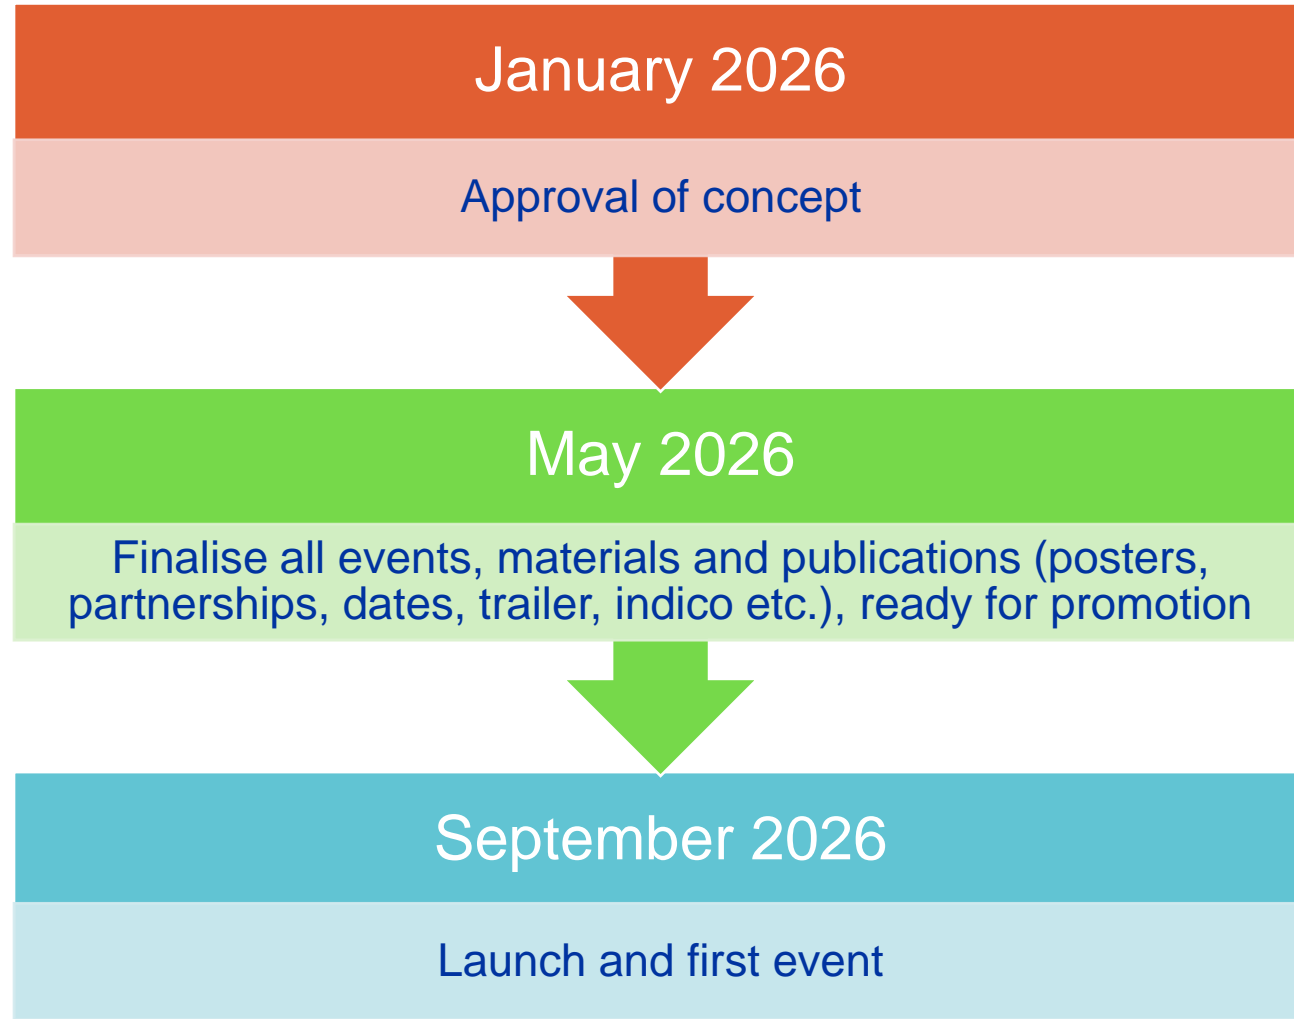 January 2026
Approval of concept
May 2026
Finalise all events, materials and publications (posters,
partnerships, dates, trailer, indico etc.), ready for promotion
September 2026
Launch and first event